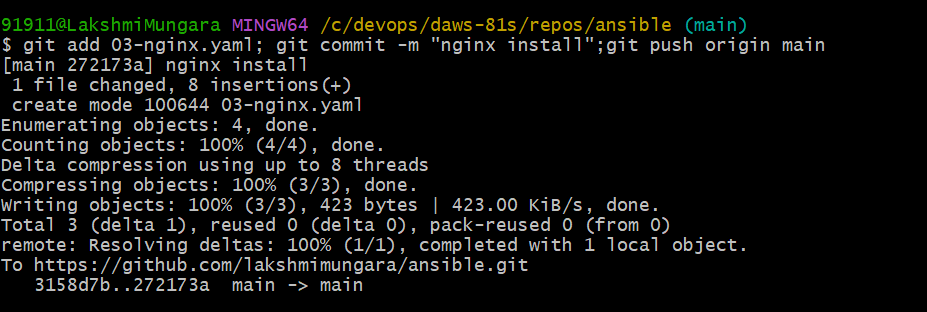 91911@LakshmiMungara MINGW64 /c/devops/daws-81s/repos/ansible (main)
$ git add 03-nginx.yaml; git commit -m "nginx install";git push origin main
[main 272173a] nginx install
 1 file changed, 8 insertions(+)
 create mode 100644 03-nginx.yaml
Enumerating objects: 4, done.
Counting objects: 100% (4/4), done.
Delta compression using up to 8 threads
Compressing objects: 100% (3/3), done.
Writing objects: 100% (3/3), 423 bytes | 423.00 KiB/s, done.
Total 3 (delta 1), reused 0 (delta 0), pack-reused 0 (from 0)
remote: Resolving deltas: 100% (1/1), completed with 1 local object.
To https://github.com/lakshmimungara/ansible.git
   3158d7b..272173a  main -> main